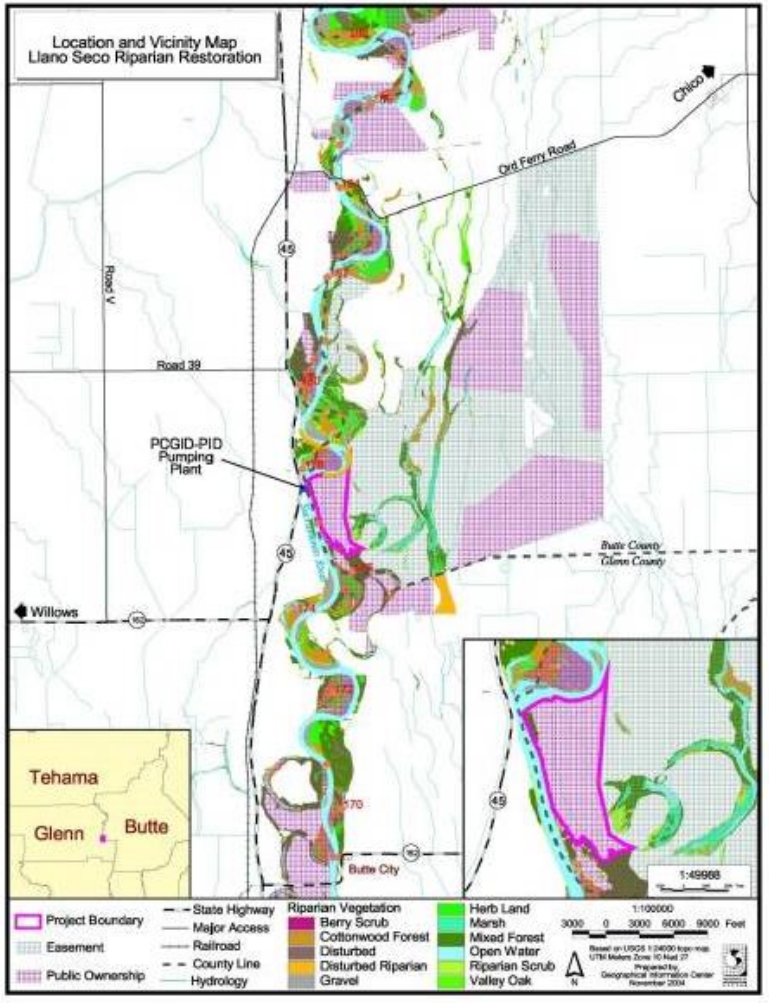 Location and Vicinity Map
Llano Seco Riparian Restoration
Chico
Ord Ferry Road
45
Road V
Road 39
180
PCGID-PID
Pumping
Plant
178
45
Butte County
Glenn County
Willows
162
172
170
162
Butte City
Tehama
Glenn
Butte
45
1:49988
Project Boundary
Easement
Public Ownership
State Highway
Major Access
Railroad
County Line
Hydrology
Riparian Vegetation
Berry Scrub
Cottonwood Forest
Disturbed
Disturbed Riparian
Gravel
Herb Land
Marsh
Mixed Forest
Open Water
Riparian Scrub
Valley Oak
1:100000
3000 0 3000 6000 9000 Feet
Based on USGS 1:24000 topo map
UTM Meters Zone 10 Nad 27
Prepared by
Geographical Information Center
November 2004
N